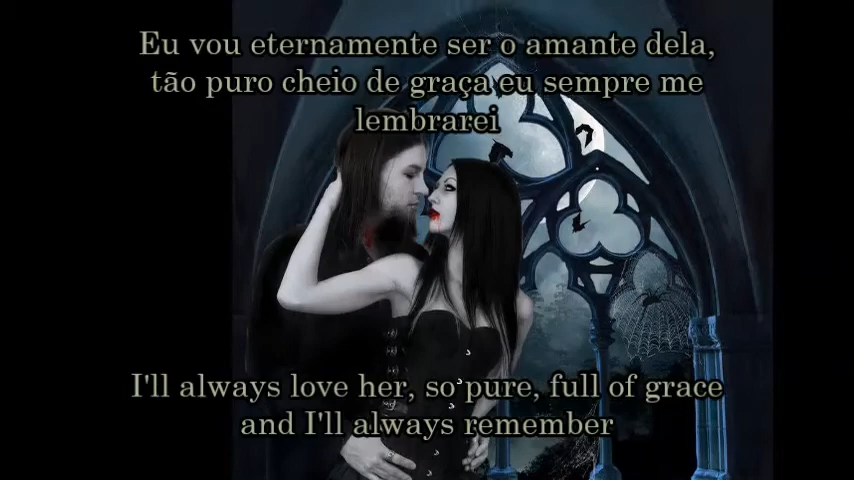 Eu vou eternamente ser o amante dela,
tão puro cheio de graça eu sempre me
lembrarei
I'll always love her, so pure, full of grace
and I'll always remember